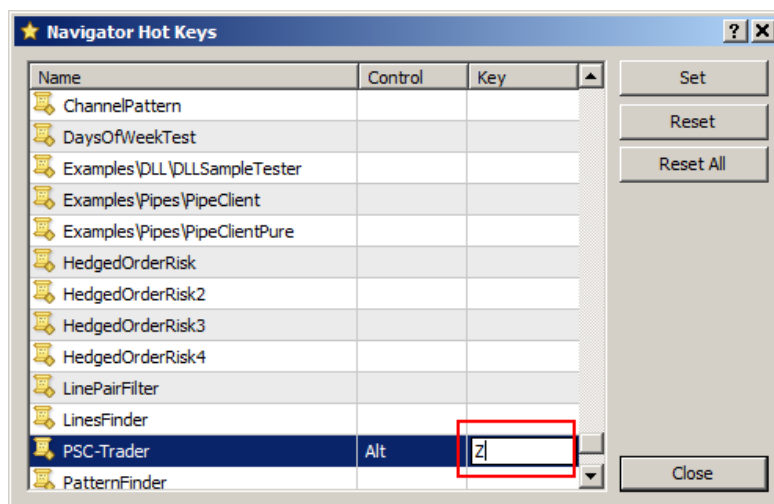 Navigator Hot Keys
Name Control Key
ChannelPattern
DaysOfWeekTest
Examples\DLL\DLLSampleTester
Examples\Pipes\PipeClient
Examples\Pipes\PipeClientPure
HedgedOrderRisk
HedgedOrderRisk2
HedgedOrderRisk3
HedgedOrderRisk4
LinePairFilter
LinesFinder
PSC-Trader Alt Z
PatternFinder
Set
Reset
Reset All
Close